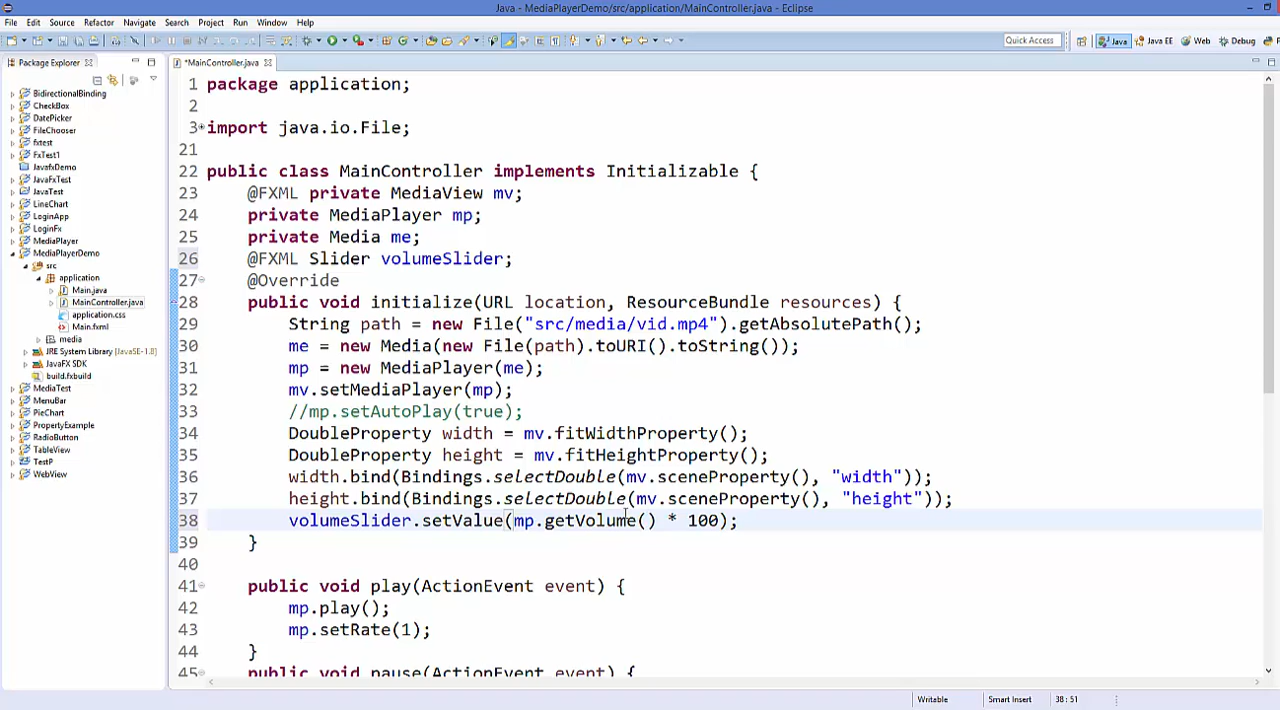 Java - MediaPlayerDemo/src/application/MainController.java - Eclipse
File Edit Source Refactor Navigate Search Project Run Window Help
Quick Access Java Java EE Web Debug
Package Explorer
*MainController.java
BidirectionalBinding
CheckBox
DatePicker
FileChooser
fxtest
FxTest1
JavafxDemo
JavaFxTest
JavaTest
LineChart
LoginApp
LoginFx
MediaPlayer
MediaPlayerDemo
src
application
Main.java
MainController.java
application.css
Main.fxml
media
JRE System Library [JavaSE-1.8]
JavaFX SDK
build.fxbuild
MediaTest
MenuBar
PieChart
PropertyExample
RadioButton
TableView
TestP
WebView
1 package application;
2
3 import java.io.File;
21
22 public class MainController implements Initializable {
23 @FXML private MediaView mv;
24 private MediaPlayer mp;
25 private Media me;
26 @FXML Slider volumeSlider;
27 @Override
28 public void initialize(URL location, ResourceBundle resources) {
29 String path = new File("src/media/vid.mp4").getAbsolutePath();
30 me = new Media(new File(path).toURI().toString());
31 mp = new MediaPlayer(me);
32 mv.setMediaPlayer(mp);
33 //mp.setAutoPlay(true);
34 DoubleProperty width = mv.fitWidthProperty();
35 DoubleProperty height = mv.fitHeightProperty();
36 width.bind(Bindings.selectDouble(mv.sceneProperty(), "width"));
37 height.bind(Bindings.selectDouble(mv.sceneProperty(), "height"));
38 volumeSlider.setValue(mp.getVolume() * 100);
39 }
40
41 public void play(ActionEvent event) {
42 mp.play();
43 mp.setRate(1);
44 }
45 public void pause(ActionEvent event) {
Writable Smart Insert 38 : 51